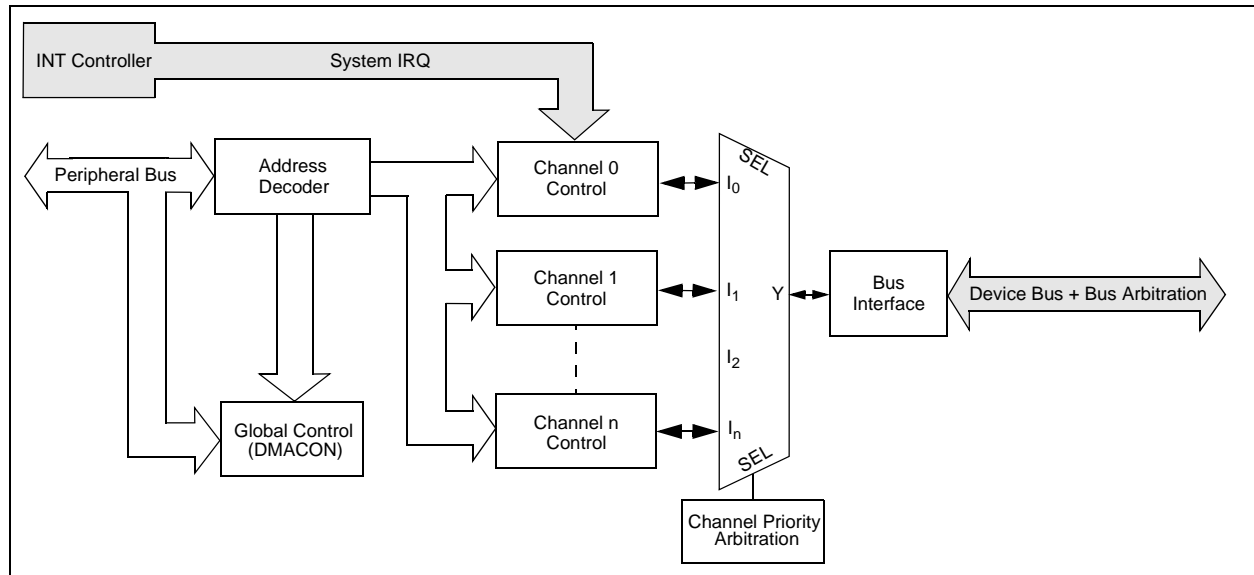 INT Controller
System IRQ
Peripheral Bus
Address
Decoder
Channel 0
Control
SEL
I0
Channel 1
Control
I1
Y
Bus
Interface
Device Bus + Bus Arbitration
I2
Global Control
(DMACON)
Channel n
Control
In
SEL
Channel Priority
Arbitration